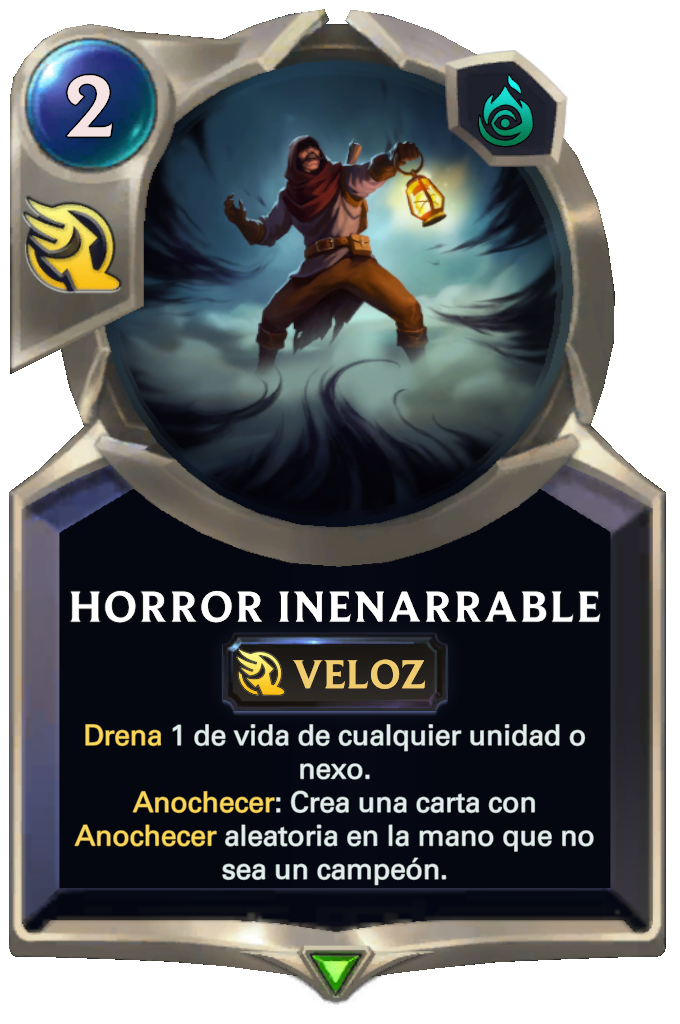 2
HORROR INENARRABLE
VELOZ
Drena 1 de vida de cualquier unidad o
nexo.
Anochecer: Crea una carta con
Anochecer aleatoria en la mano que no
sea un campeón.